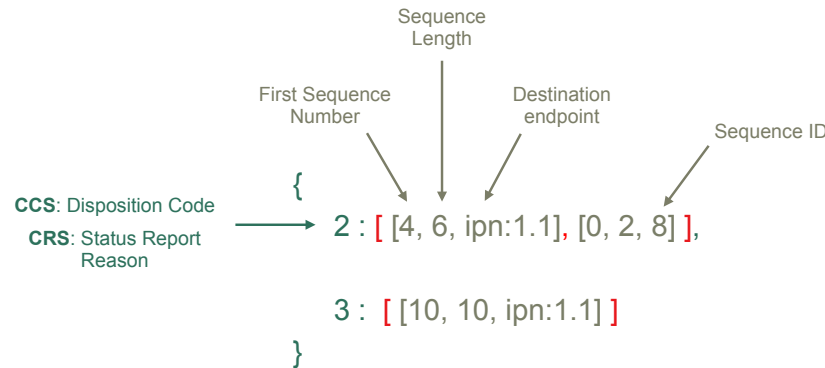 Sequence
Length
First Sequence
Number
Destination
endpoint
Sequence ID
{
CCS: Disposition Code
CRS: Status Report
Reason
2 : [ [4, 6, ipn:1.1], [0, 2, 8] ],
3 : [ [10, 10, ipn:1.1] ]
}